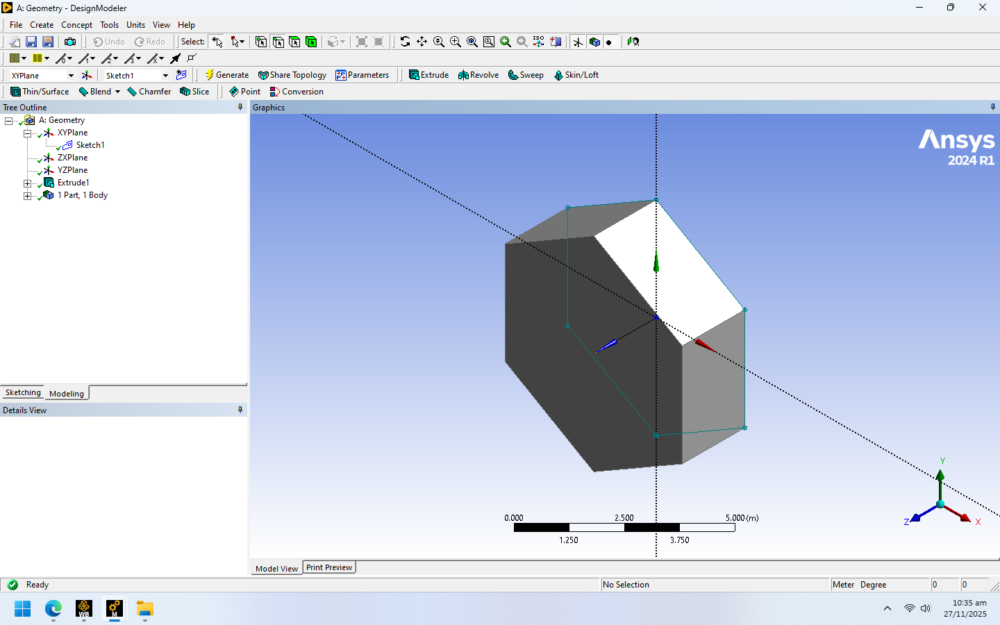 A: Geometry - DesignModeler
File Create Concept Tools Units View Help
Undo Redo Select: ISO
XYPlane Sketch1 Generate Share Topology Parameters Extrude Revolve Sweep Skin/Loft
Thin/Surface Blend Chamfer Slice Point Conversion
Tree Outline
A: Geometry
XYPlane
Sketch1
ZXPlane
YZPlane
Extrude1
1 Part, 1 Body
Sketching Modeling
Details View
Graphics
Ansys
2024 R1
0.000 2.500 5.000 (m)
1.250 3.750
Y
Z X
Model View Print Preview
Ready No Selection Meter Degree 0 0
WB M
10:35 am
27/11/2025